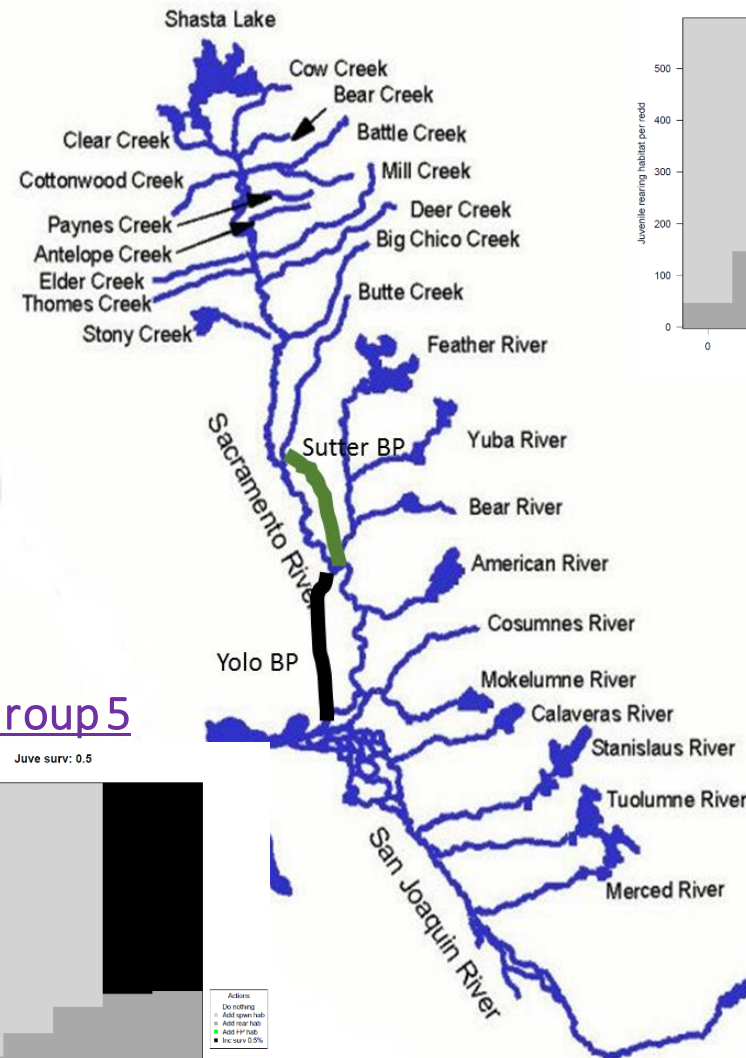 Shasta Lake
Cow Creek
Bear Creek
Clear Creek
Battle Creek
Cottonwood Creek
Mill Creek
Paynes Creek
Deer Creek
Antelope Creek
Big Chico Creek
Elder Creek
Thomes Creek
Butte Creek
Stony Creek
Feather River
Sacramento River
Sutter BP
Yuba River
Bear River
American River
Cosumnes River
Yolo BP
Mokelumne River
Calaveras River
Stanislaus River
Tuolumne River
Merced River
San Joaquin River
Juvenile rearing habitat per redd
500
400
300
200
100
0
0
roup 5
Juve surv: 0.5
Actions
Do nothing
Add spwn hab
Add rear hab
Add FP hab
Inc surv 0.5%